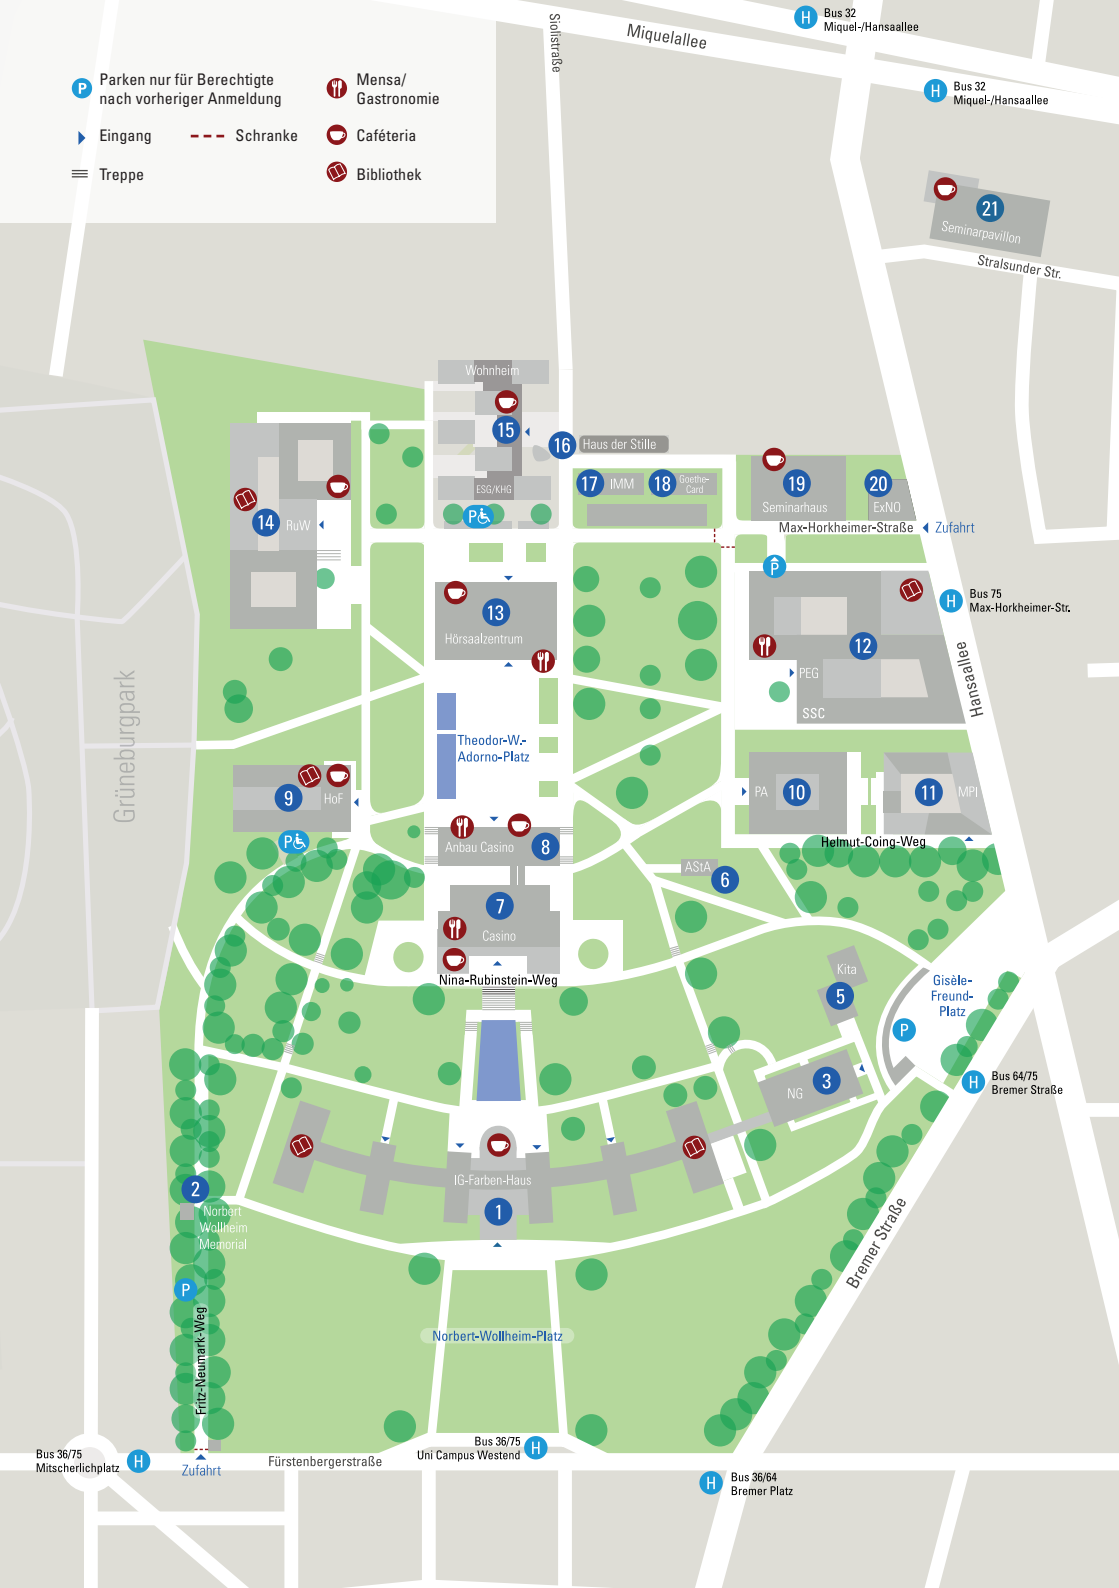 Parken nur für Berechtigte
nach vorheriger Anmeldung
P
Eingang
Schranke
Treppe
Mensa/
Gastronomie
Caféteria
Bibliothek
Siolistraße
Miquelallee
H
Bus 32
Miquel-/Hansaallee
H
Bus 32
Miquel-/Hansaallee
21
Seminarpavillon
Stralsunder Str.
Wohnheim
15
16
Haus der Stille
ESG/KHG
P
17
IMM
18
Goethe-
Card
19
Seminarhaus
20
ExNO
Max-Horkheimer-Straße
Zufahrt
14
RuW
P
H
Bus 75
Max-Horkheimer-Str.
13
Hörsaalzentrum
12
PEG
SSC
Hansaallee
Grüneburgpark
Theodor-W.-
Adorno-Platz
9
HoF
P
PA
10
11
MPI
Helmut-Coing-Weg
Anbau Casino
8
AStA
6
7
Casino
Nina-Rubinstein-Weg
Kita
5
Gisèle-
Freund-
Platz
P
H
Bus 64/75
Bremer Straße
NG
3
IG-Farben-Haus
1
2
Norbert
Wollheim
Memorial
P
Fritz-Neumark-Weg
Bremer Straße
Norbert-Wollheim-Platz
Bus 36/75
Mitscherlichplatz
H
Zufahrt
Fürstenbergerstraße
Bus 36/75
Uni Campus Westend
H
H
Bus 36/64
Bremer Platz